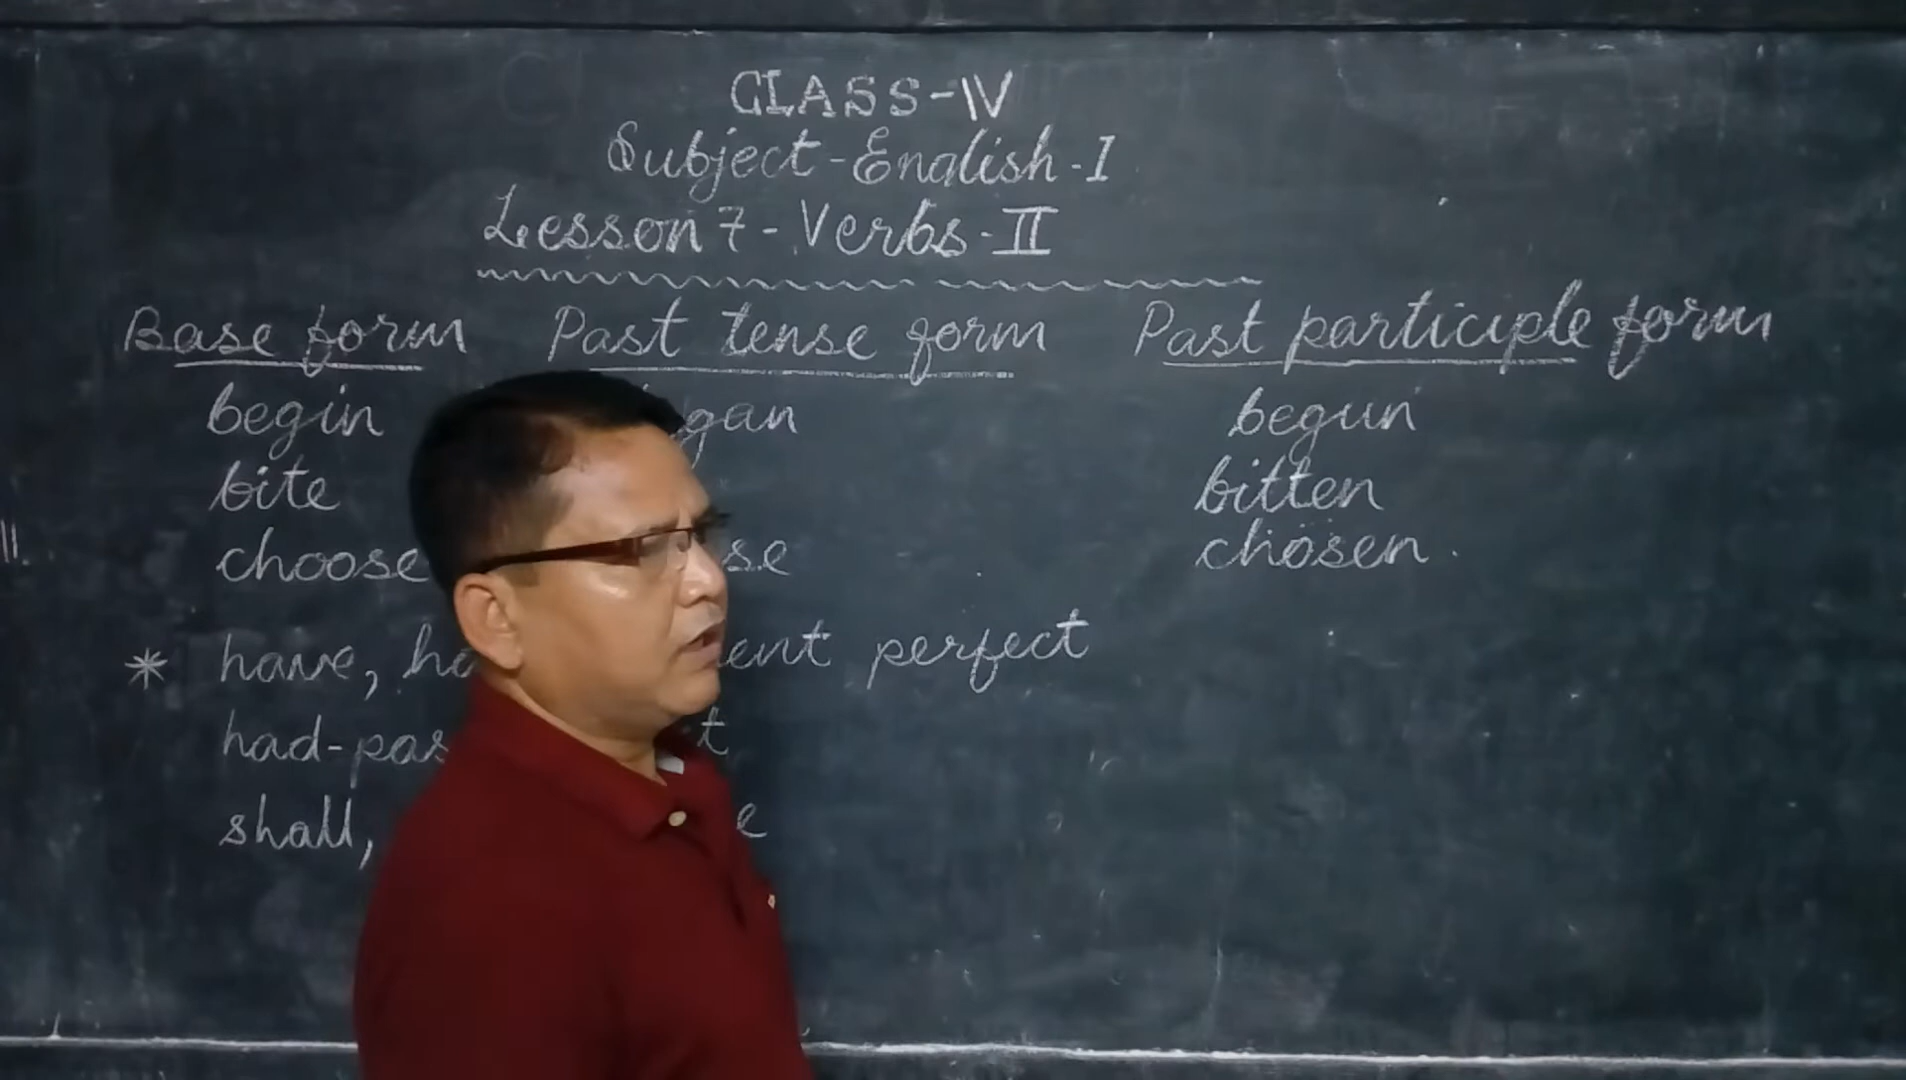 CLASS-IV
Subject-English-I
Lesson 7-Verbs-II
Base form Past tense form Past participle form
begin begun
bite bitten
choose chosen.
* have, perfect
had-
shall,